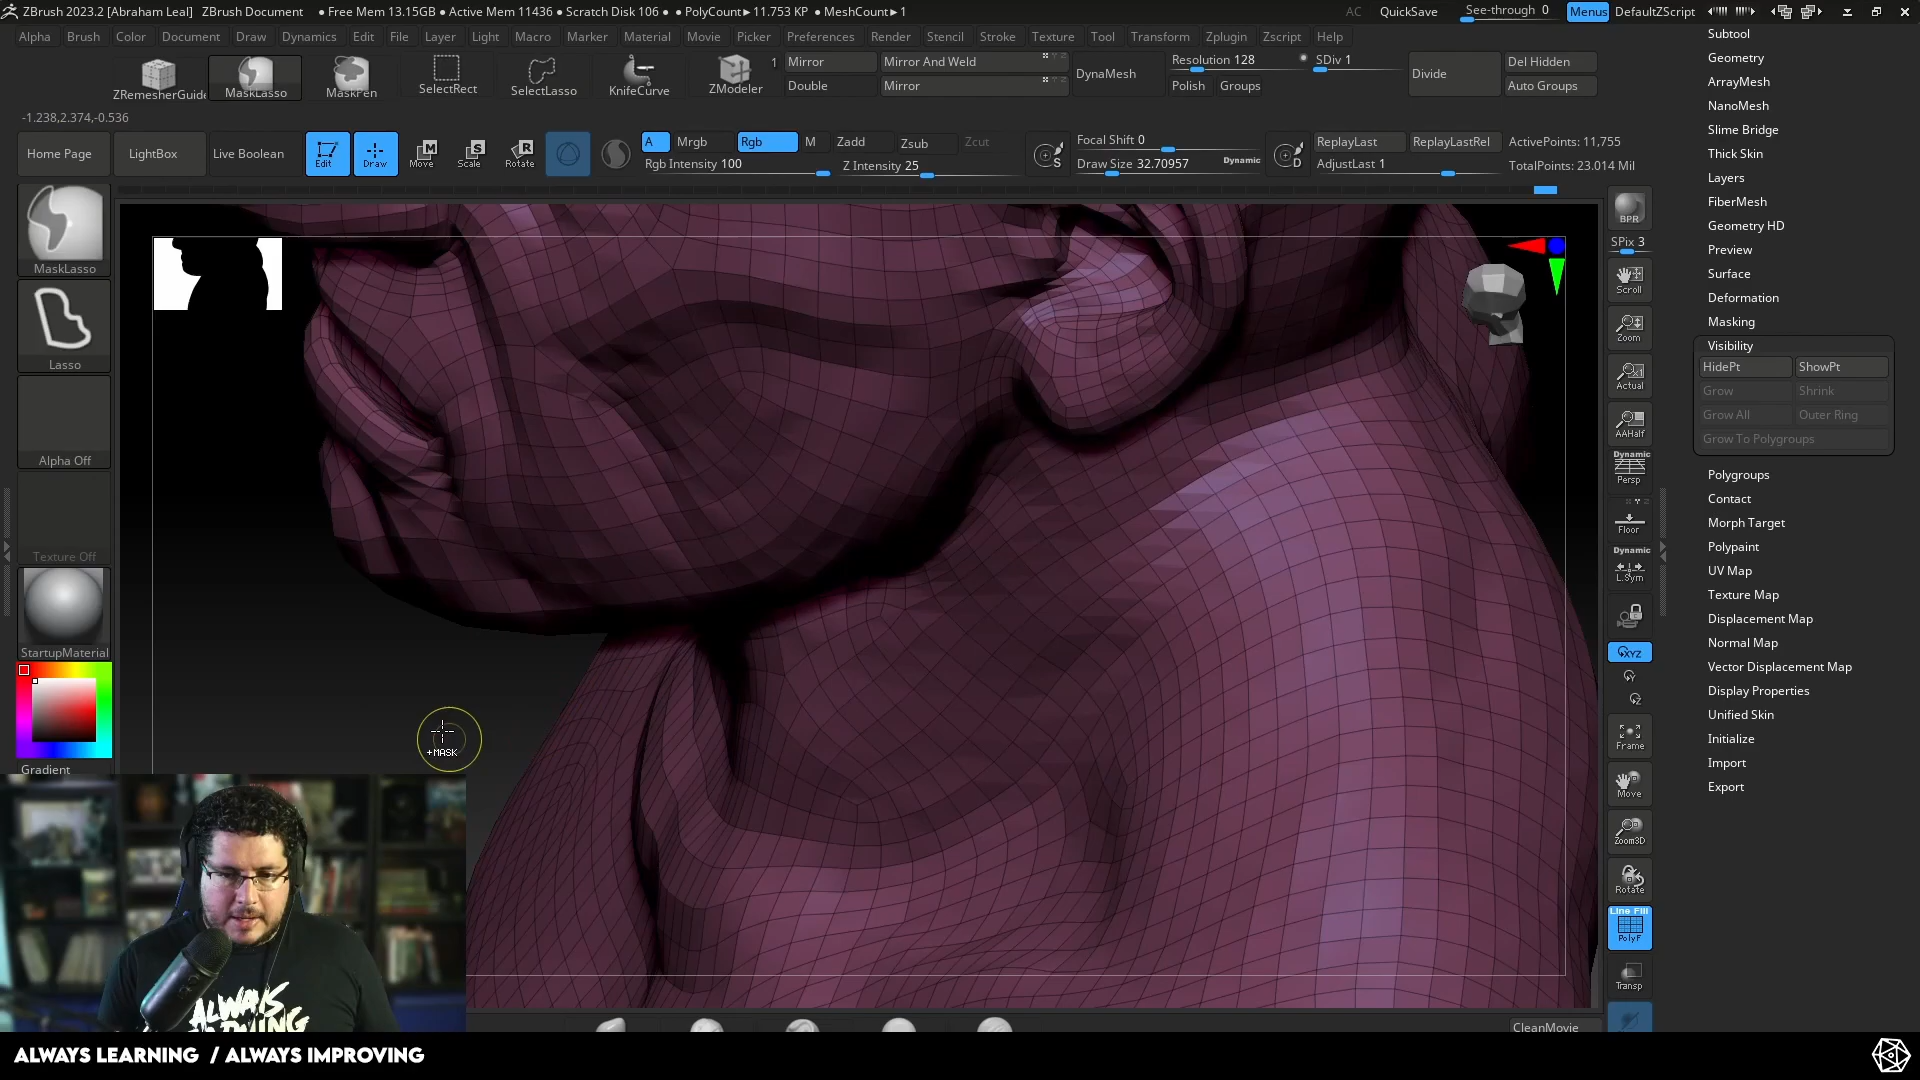 ZBrush 2023.2 [Abraham Leal] ZBrush Document ● Free Mem 13.15GB ● Active Mem 11436 ● Scratch Disk 106 ● ● PolyCount► 11.753 KP ● MeshCount► 1 AC QuickSave See-through 0 Menus DefaultZScript
Alpha Brush Color Document Draw Dynamics Edit File Layer Light Macro Marker Material Movie Picker Preferences Render Stencil Stroke Texture Tool Transform Zplugin Zscript Help
ZRemesherGuide MaskLasso MaskPen SelectRect SelectLasso KnifeCurve ZModeler 1
Mirror Mirror And Weld
Double Mirror
DynaMesh
Resolution 128 SDiv 1
Polish Groups
Divide
Del Hidden
Auto Groups
-1.238,2.374,-0.536
Home Page LightBox Live Boolean Edit Draw Move Scale Rotate
A Mrgb Rgb M Zadd Zsub Zcut
Rgb Intensity 100 Z Intensity 25
S
Focal Shift 0
Draw Size 32.70957 Dynamic
D
ReplayLast ReplayLastRel ActivePoints: 11,755
AdjustLast 1 TotalPoints: 23.014 Mil
MaskLasso
Lasso
Alpha Off
Texture Off
StartupMaterial
Gradient
+MASK
BPR
SPix 3
Scroll
Zoom
Actual
AAHalf
Dynamic
Persp
Floor
Dynamic
L.Sym
XYZ
Frame
Move
Zoom3D
Rotate
Line Fill
PolyF
Transp
Subtool
Geometry
ArrayMesh
NanoMesh
Slime Bridge
Thick Skin
Layers
FiberMesh
Geometry HD
Preview
Surface
Deformation
Masking
Visibility
HidePt ShowPt
Grow Shrink
Grow All Outer Ring
Grow To Polygroups
Polygroups
Contact
Morph Target
Polypaint
UV Map
Texture Map
Displacement Map
Normal Map
Vector Displacement Map
Display Properties
Unified Skin
Initialize
Import
Export
CleanMovie
ALWAYS
ALWAYS LEARNING / ALWAYS IMPROVING